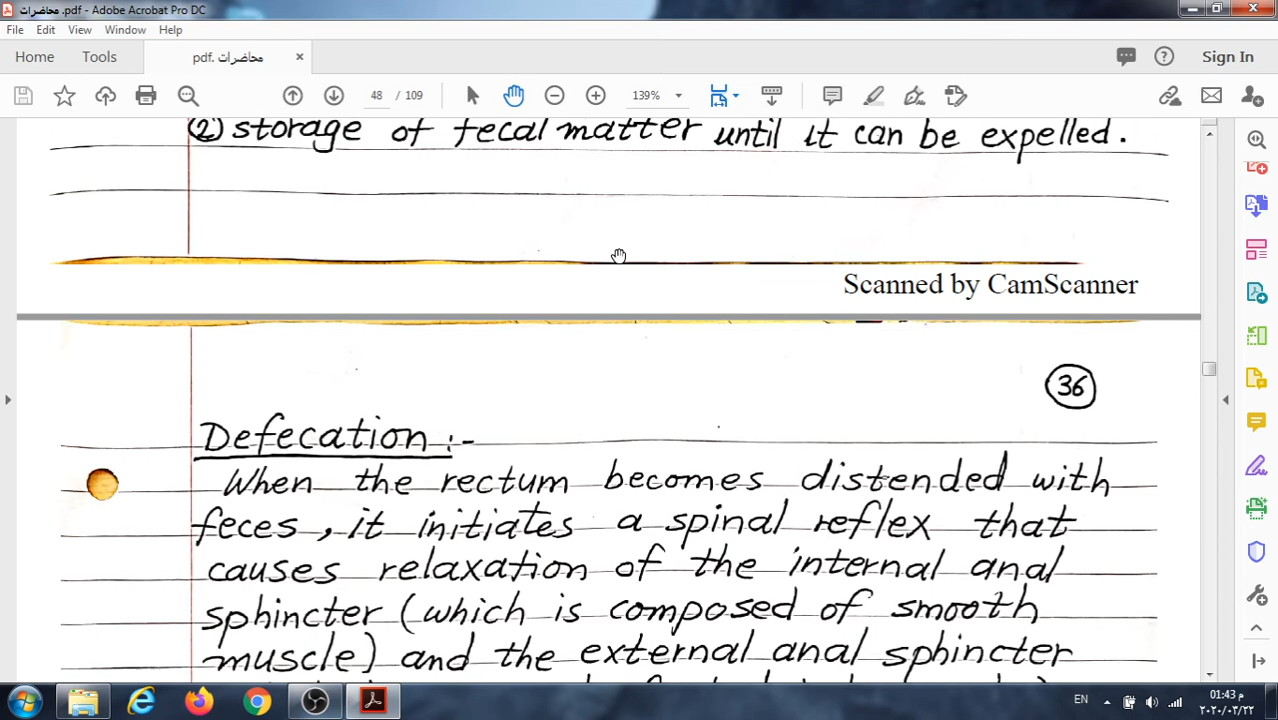 محاضرات.pdf - Adobe Acrobat Pro DC
File Edit View Window Help
Home Tools محاضرات.pdf × Sign In
48 / 109 139%
② storage of fecal matter until it can be expelled.
Scanned by CamScanner
36
Defecation :-
When the rectum becomes distended with
feces, it initiates a spinal reflex that
causes relaxation of the internal anal
sphincter (which is composed of smooth
muscle) and the external anal sphincter
EN م 01:43
٢٠٢٠/٠٣/٢٢